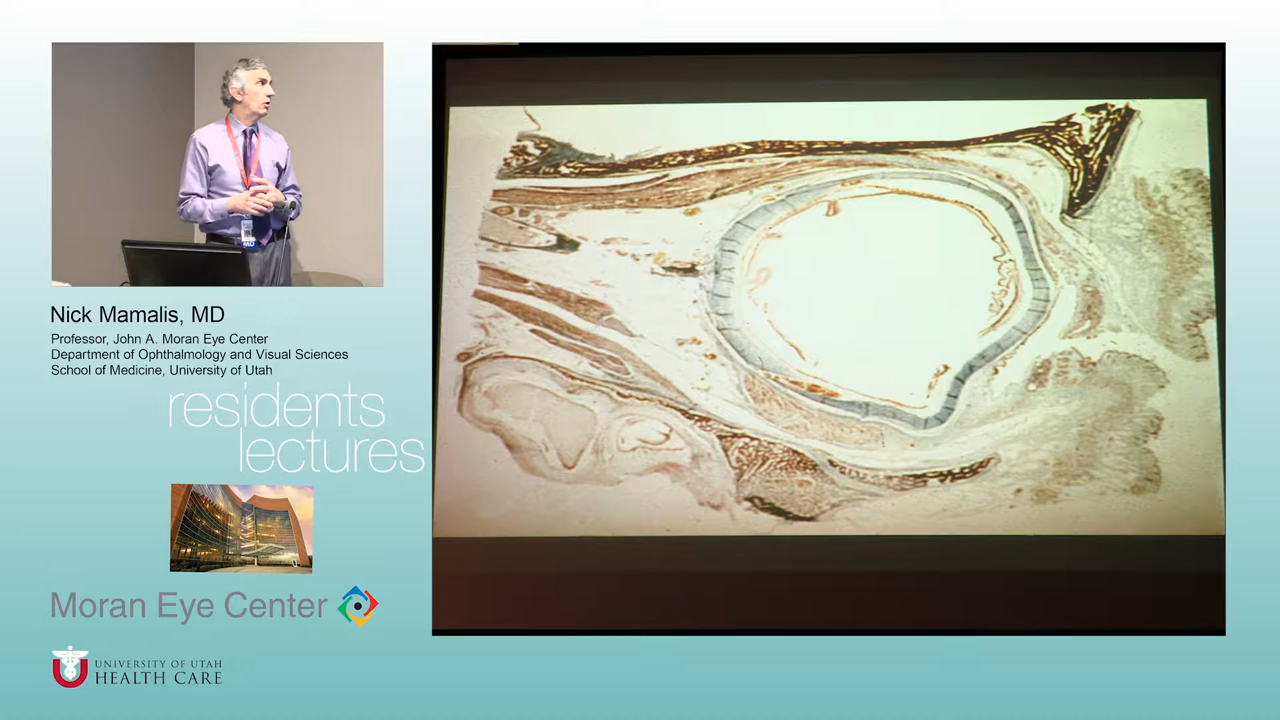 MD
Nick Mamalis, MD
Professor, John A. Moran Eye Center
Department of Ophthalmology and Visual Sciences
School of Medicine, University of Utah
residents
lectures
Moran Eye Center
UNIVERSITY OF UTAH
HEALTH CARE